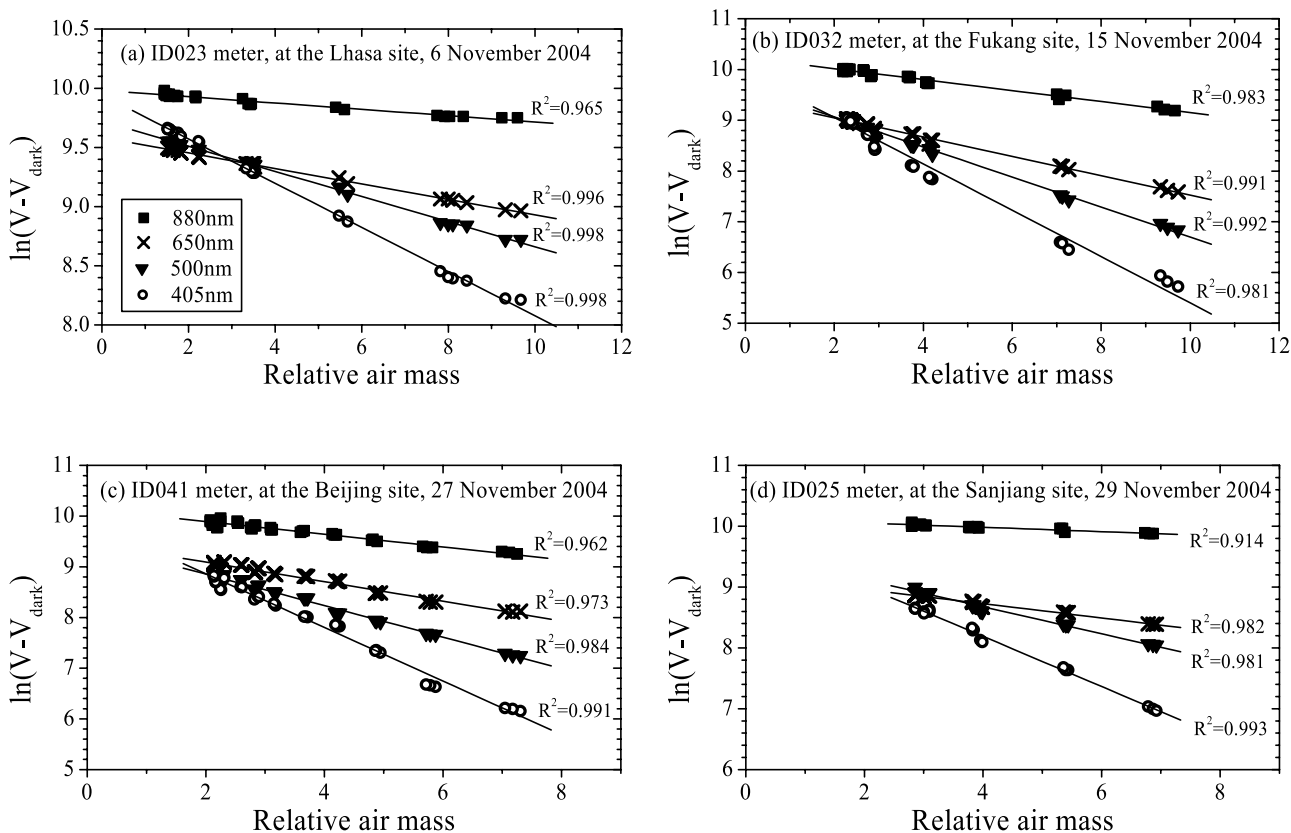 (a) ID023 meter, at the Lhasa site, 6 November 2004
10.5
10.0
9.5
9.0
8.5
8.0
ln(V-V_dark)
R²=0.965
R²=0.996
R²=0.998
R²=0.998
880nm
650nm
500nm
405nm
0 2 4 6 8 10 12
Relative air mass
(b) ID032 meter, at the Fukang site, 15 November 2004
11
10
9
8
7
6
5
ln(V-V_dark)
R²=0.983
R²=0.991
R²=0.992
R²=0.981
0 2 4 6 8 10 12
Relative air mass
(c) ID041 meter, at the Beijing site, 27 November 2004
11
10
9
8
7
6
5
ln(V-V_dark)
R²=0.962
R²=0.973
R²=0.984
R²=0.991
0 2 4 6 8
Relative air mass
(d) ID025 meter, at the Sanjiang site, 29 November 2004
11
10
9
8
7
6
ln(V-V_dark)
R²=0.914
R²=0.982
R²=0.981
R²=0.993
0 2 4 6 8
Relative air mass